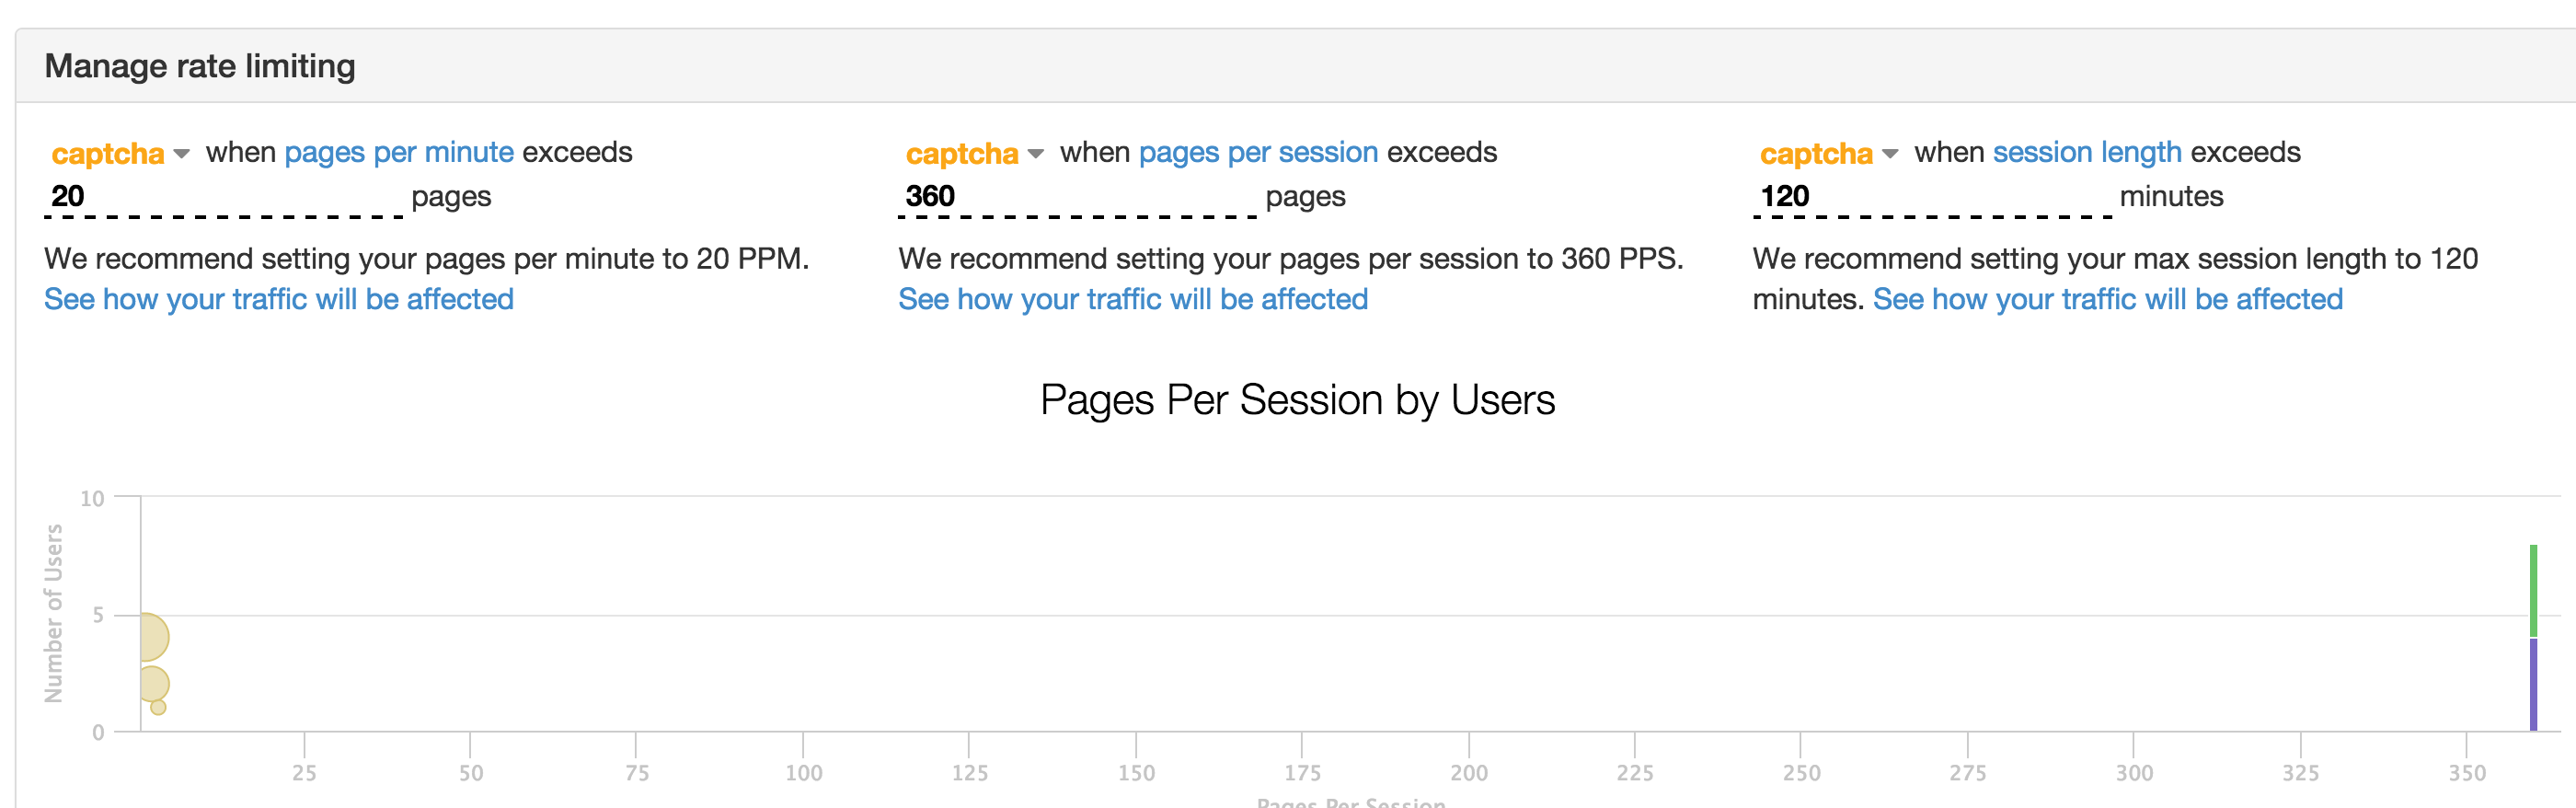 Manage rate limiting
captcha when pages per minute exceeds
20 pages
We recommend setting your pages per minute to 20 PPM.
See how your traffic will be affected
captcha when pages per session exceeds
360 pages
We recommend setting your pages per session to 360 PPS.
See how your traffic will be affected
captcha when session length exceeds
120 minutes
We recommend setting your max session length to 120
minutes. See how your traffic will be affected
Pages Per Session by Users
Number of Users
10
5
0
25 50 75 100 125 150 175 200 225 250 275 300 325 350
Pages Per Session